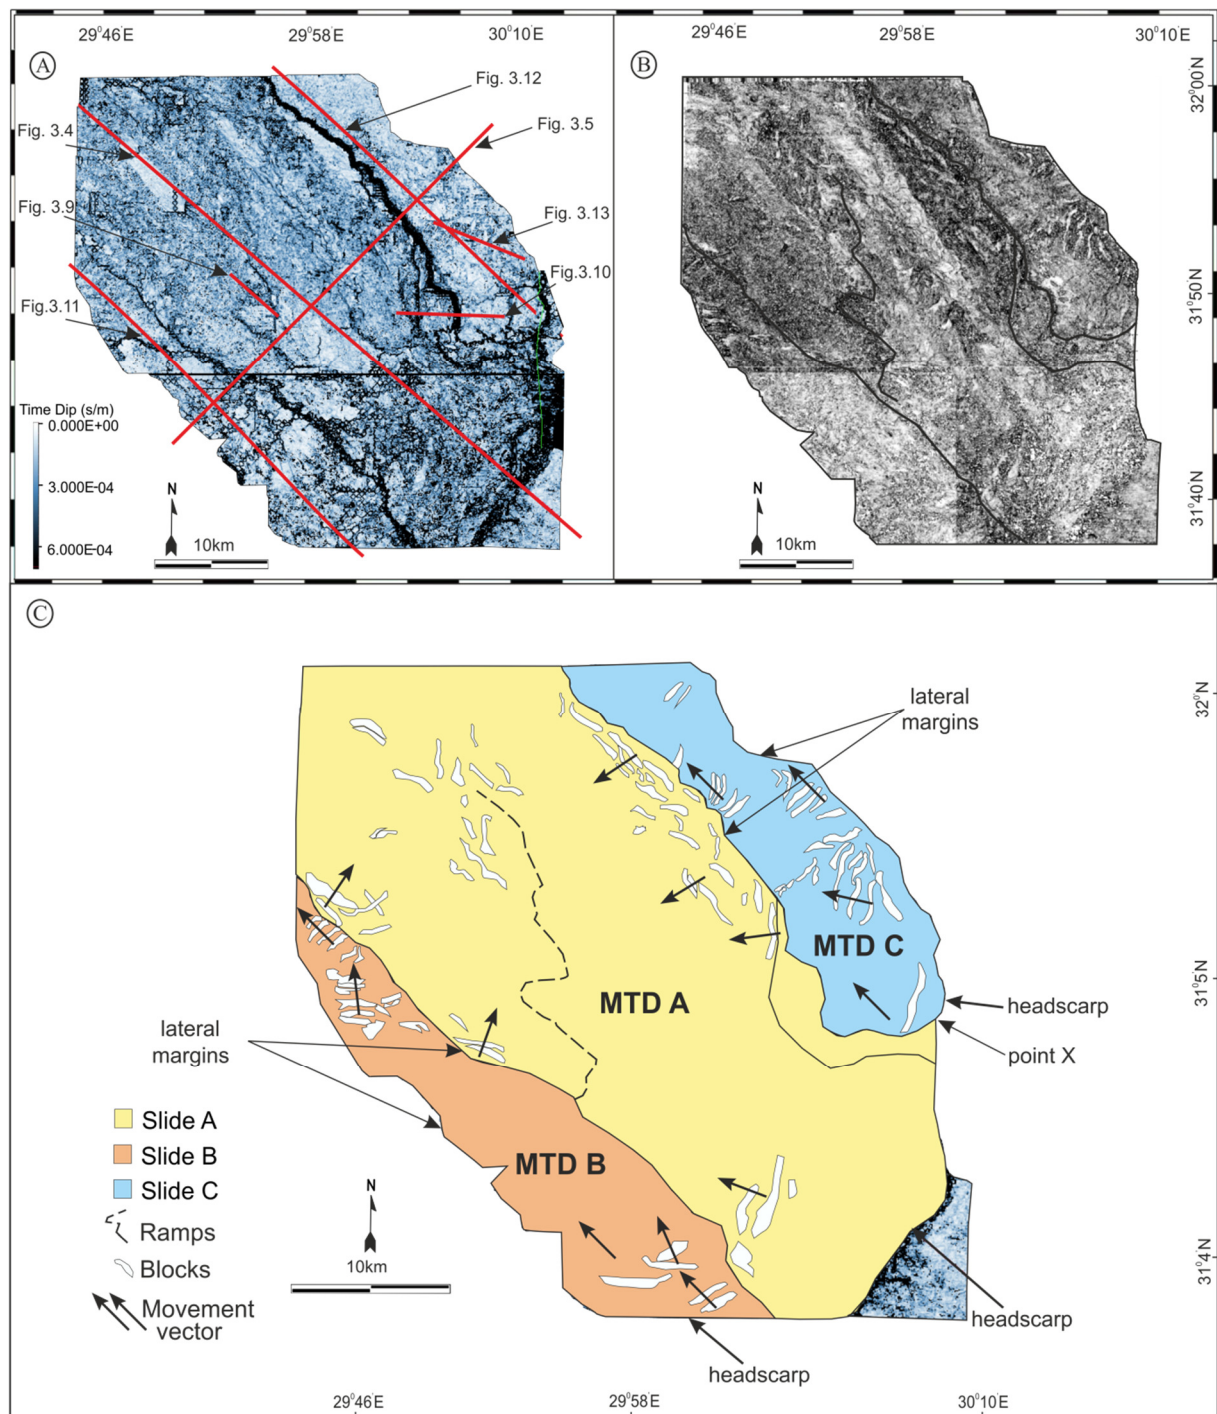 29°46'E 29°58'E 30°10'E 29°46'E 29°58'E 30°10'E
A
B
Fig. 3.12
Fig. 3.4
Fig. 3.5
Fig. 3.9
Fig. 3.13
Fig.3.10
Fig.3.11
32°00'N
31°50'N
31°40'N
Time Dip (s/m)
0.000E+00
3.000E-04
6.000E-04
N
10km
N
10km
C
lateral
margins
32°N
MTD C
MTD A
31°5'N
headscarp
point X
lateral
margins
Slide A
Slide B
Slide C
MTD B
N
Ramps
Blocks
10km
Movement
vector
31°4'N
headscarp
headscarp
29°46'E 29°58'E 30°10'E